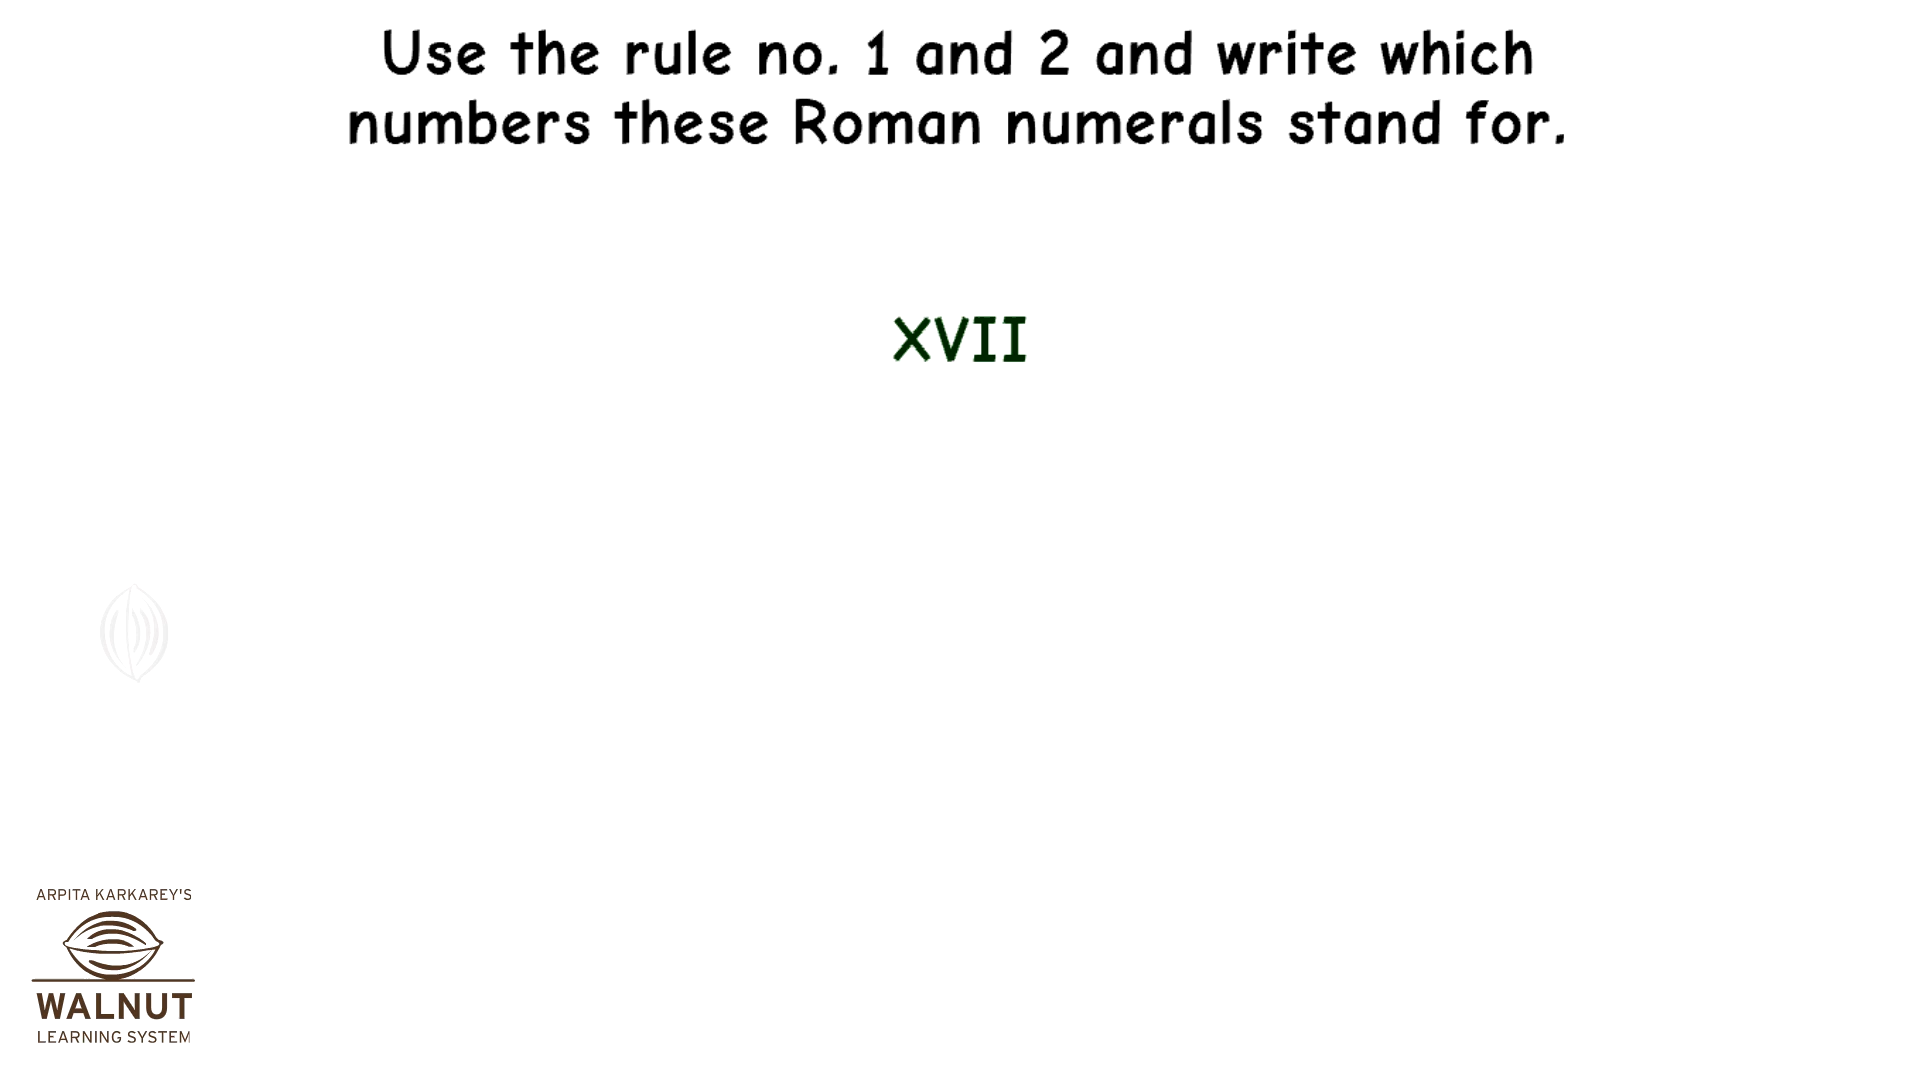 Use the rule no. 1 and 2 and write which
numbers these Roman numerals stand for.
XVII
ARPITA KARKAREY'S
WALNUT
LEARNING SYSTEM